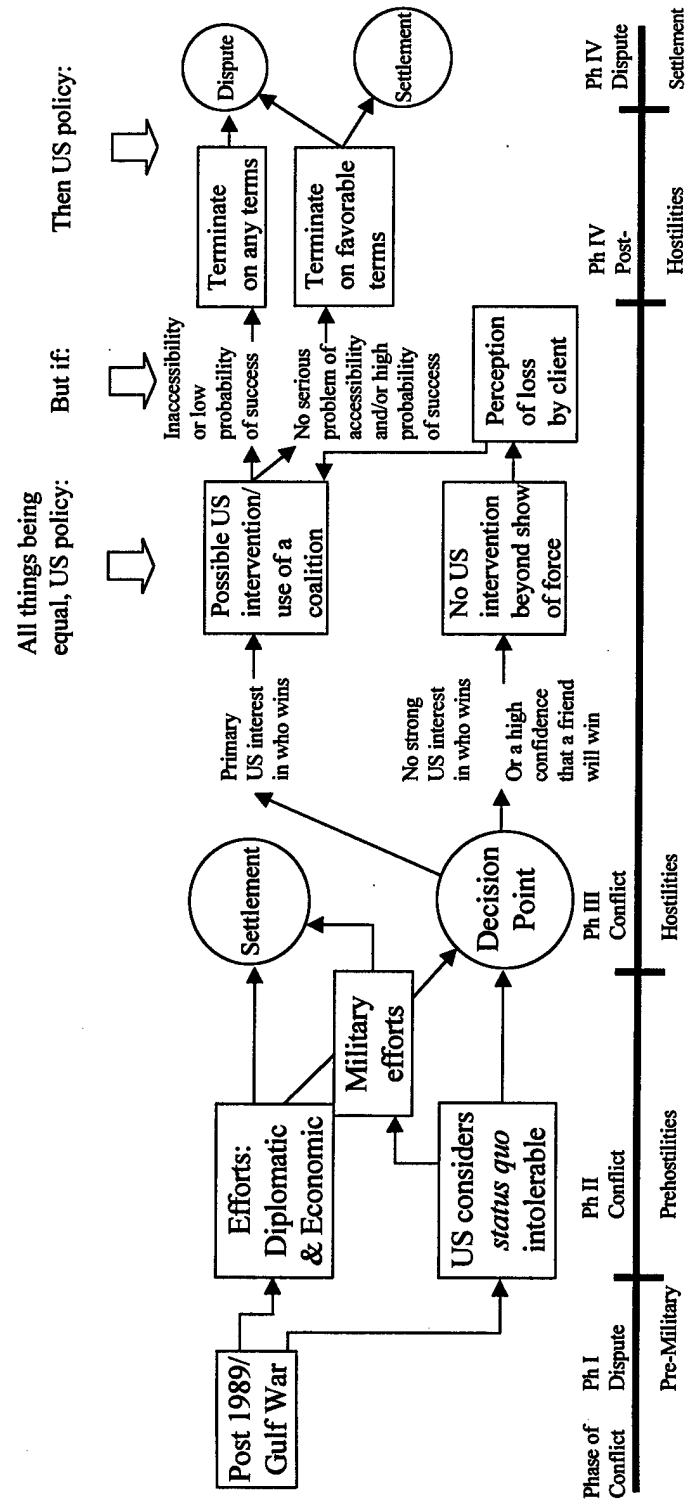 All things being
equal, US policy:
But if:
Then US policy:
Post 1989/
Gulf War
Efforts:
Diplomatic
& Economic
US considers
status quo
intolerable
Military
efforts
Settlement
Decision
Point
Primary
US interest
in who wins
No strong
US interest
in who wins
Or a high
confidence
that a friend
will win
Possible US
intervention/
use of a
coalition
No US
intervention
beyond show
of force
Inaccessibility
or low
probability
of success
No serious
problem of
accessibility
and/or high
probability
of success
Perception
of loss
by client
Terminate
on any terms
Terminate
on favorable
terms
Dispute
Settlement
Phase of
Conflict
Ph I
Dispute
Pre-Military
Ph II
Conflict
Prehostilities
Ph III
Conflict
Hostilities
Ph IV
Post-
Hostilities
Ph IV
Dispute
Settlement